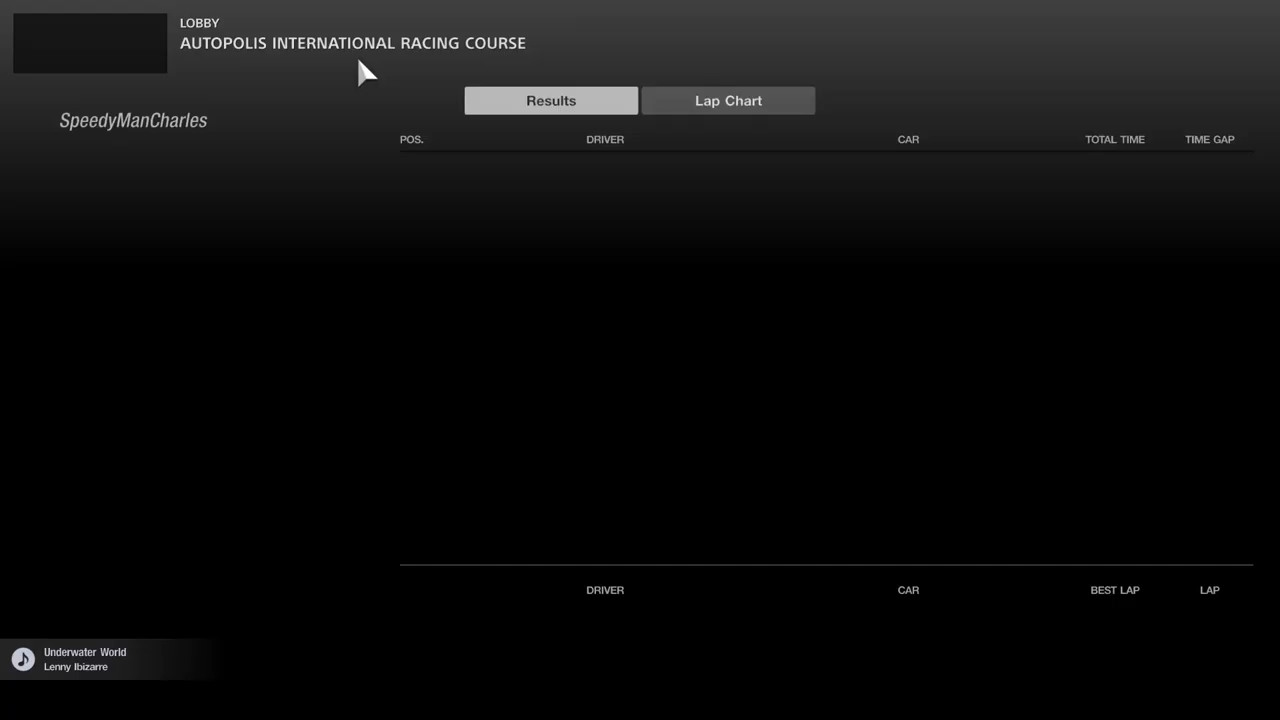 LOBBY
AUTOPOLIS INTERNATIONAL RACING COURSE
Results Lap Chart
SpeedyManCharles
POS. DRIVER CAR TOTAL TIME TIME GAP
DRIVER CAR BEST LAP LAP
Underwater World
Lenny Ibizarre